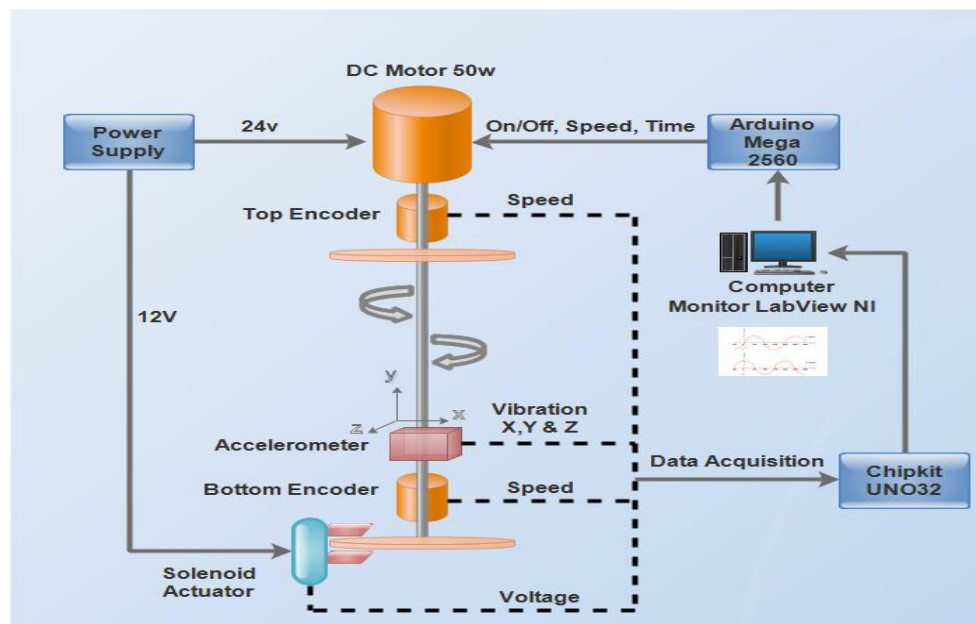 DC Motor 50w
Power
Supply
24v
On/Off, Speed, Time
Arduino
Mega
2560
Top Encoder
Speed
Computer
Monitor LabView NI
12V
y
x
z
Accelerometer
Vibration
X,Y & Z
Data Acquisition
Chipkit
UNO32
Bottom Encoder
Speed
Solenoid
Actuator
Voltage